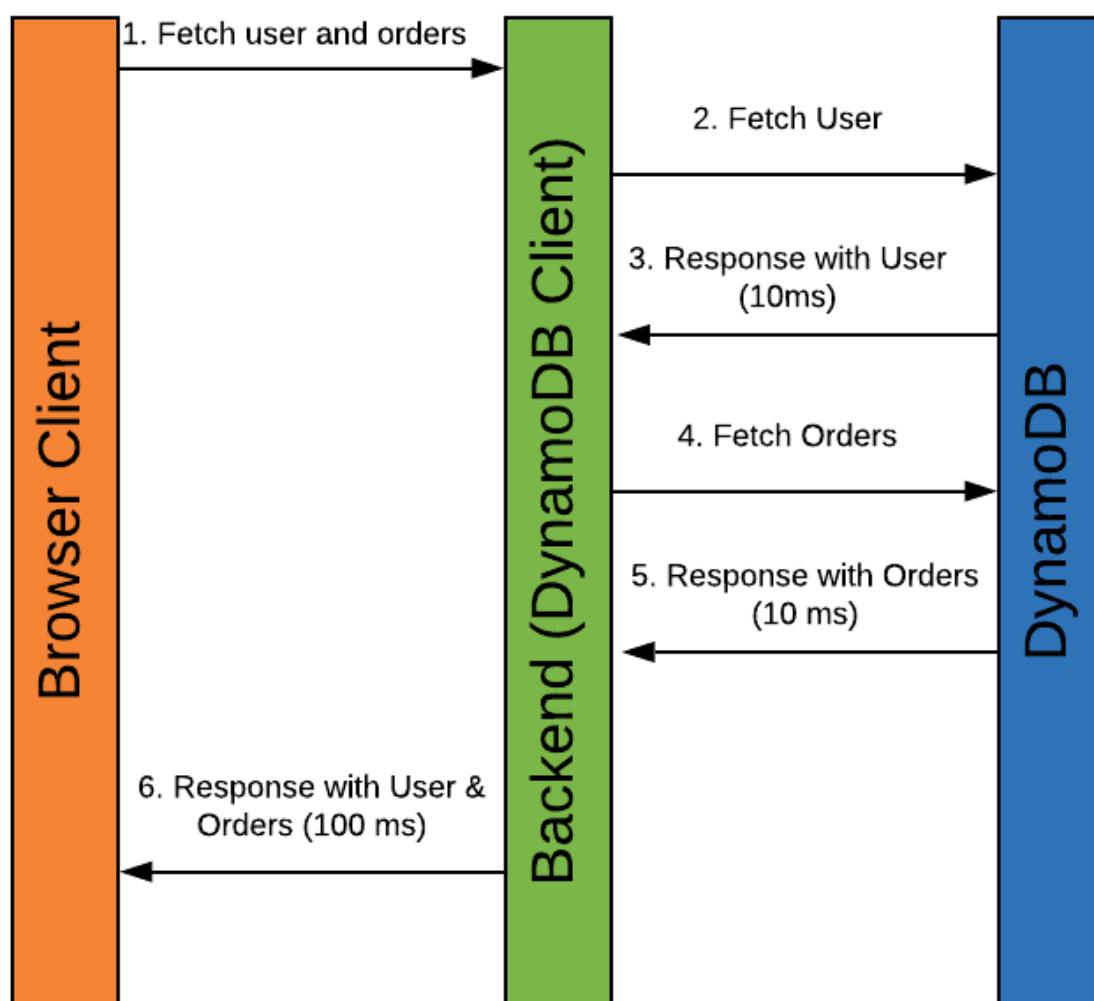 1. Fetch user and orders
2. Fetch User
3. Response with User
(10ms)
4. Fetch Orders
5. Response with Orders
(10 ms)
6. Response with User &
Orders (100 ms)
Browser Client
Backend (DynamoDB Client)
DynamoDB